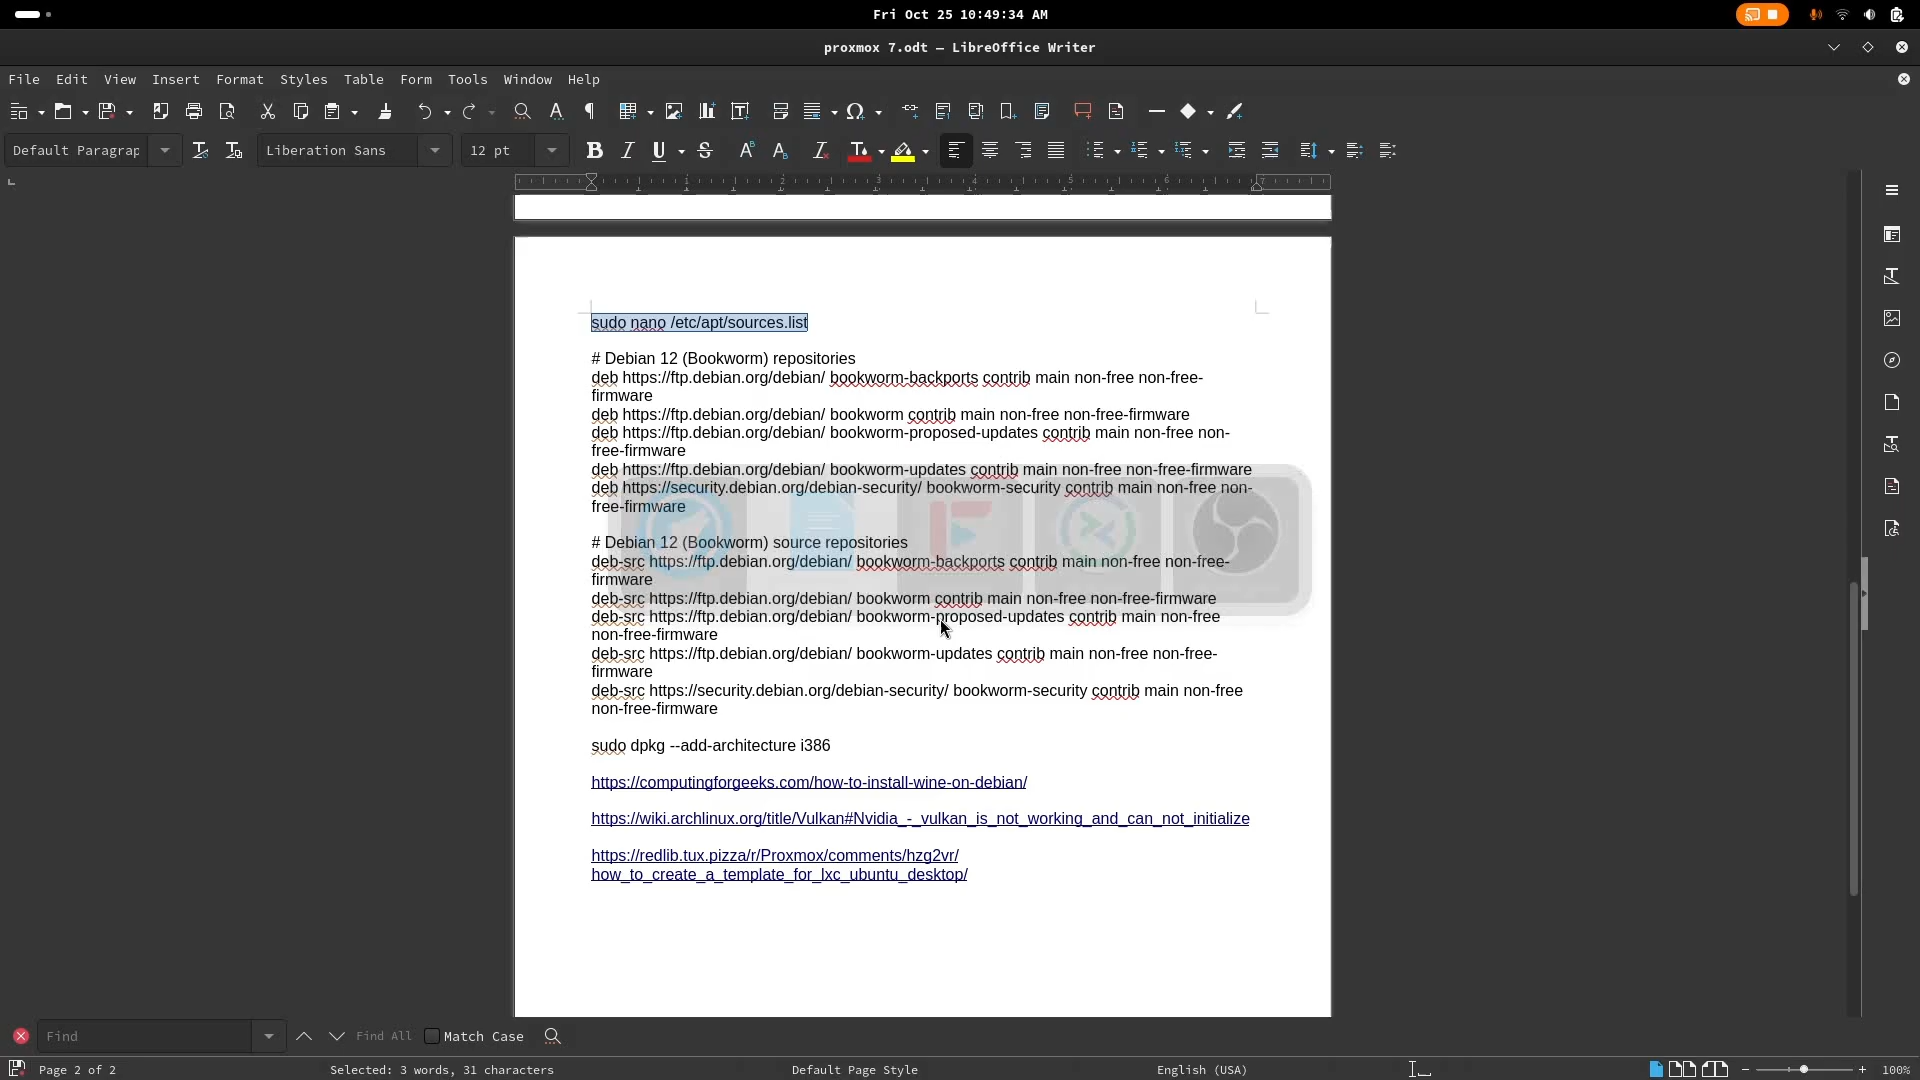 Fri Oct 25 10:49:34 AM
proxmox 7.odt — LibreOffice Writer
File Edit View Insert Format Styles Table Form Tools Window Help
Default Paragrap Liberation Sans 12 pt
1 2 3 4 5 6 7
sudo nano /etc/apt/sources.list
# Debian 12 (Bookworm) repositories
deb https://ftp.debian.org/debian/ bookworm-backports contrib main non-free non-free-
firmware
deb https://ftp.debian.org/debian/ bookworm contrib main non-free non-free-firmware
deb https://ftp.debian.org/debian/ bookworm-proposed-updates contrib main non-free non-
free-firmware
deb https://ftp.debian.org/debian/ bookworm-updates contrib main non-free non-free-firmware
deb https://security.debian.org/debian-security/ bookworm-security contrib main non-free non-
free-firmware
# Debian 12 (Bookworm) source repositories
deb-src https://ftp.debian.org/debian/ bookworm-backports contrib main non-free non-free-
firmware
deb-src https://ftp.debian.org/debian/ bookworm contrib main non-free non-free-firmware
deb-src https://ftp.debian.org/debian/ bookworm-proposed-updates contrib main non-free
non-free-firmware
deb-src https://ftp.debian.org/debian/ bookworm-updates contrib main non-free non-free-
firmware
deb-src https://security.debian.org/debian-security/ bookworm-security contrib main non-free
non-free-firmware
sudo dpkg --add-architecture i386
https://computingforgeeks.com/how-to-install-wine-on-debian/
https://wiki.archlinux.org/title/Vulkan#Nvidia_-_vulkan_is_not_working_and_can_not_initialize
https://redlib.tux.pizza/r/Proxmox/comments/hzg2vr/
how_to_create_a_template_for_lxc_ubuntu_desktop/
Find Find All Match Case
Page 2 of 2 Selected: 3 words, 31 characters Default Page Style English (USA) 100%